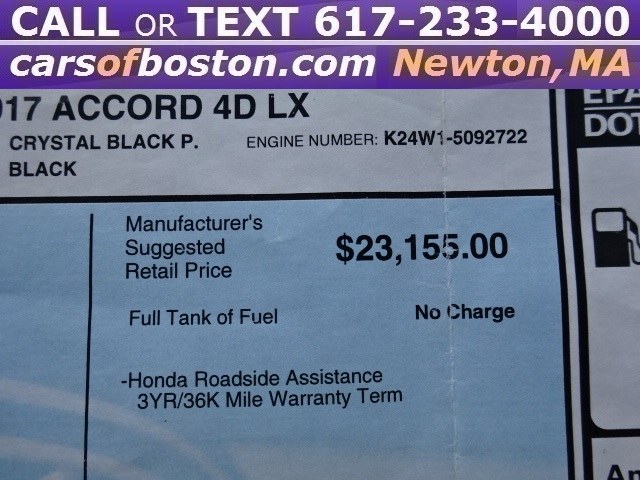 CALL OR TEXT 617-233-4000
carsofboston.com Newton, MA
017 ACCORD 4D LX
CRYSTAL BLACK P. ENGINE NUMBER: K24W1-5092722
BLACK
EPA
DOT
Manufacturer's
Suggested
Retail Price $23,155.00
Full Tank of Fuel No Charge
-Honda Roadside Assistance
3YR/36K Mile Warranty Term